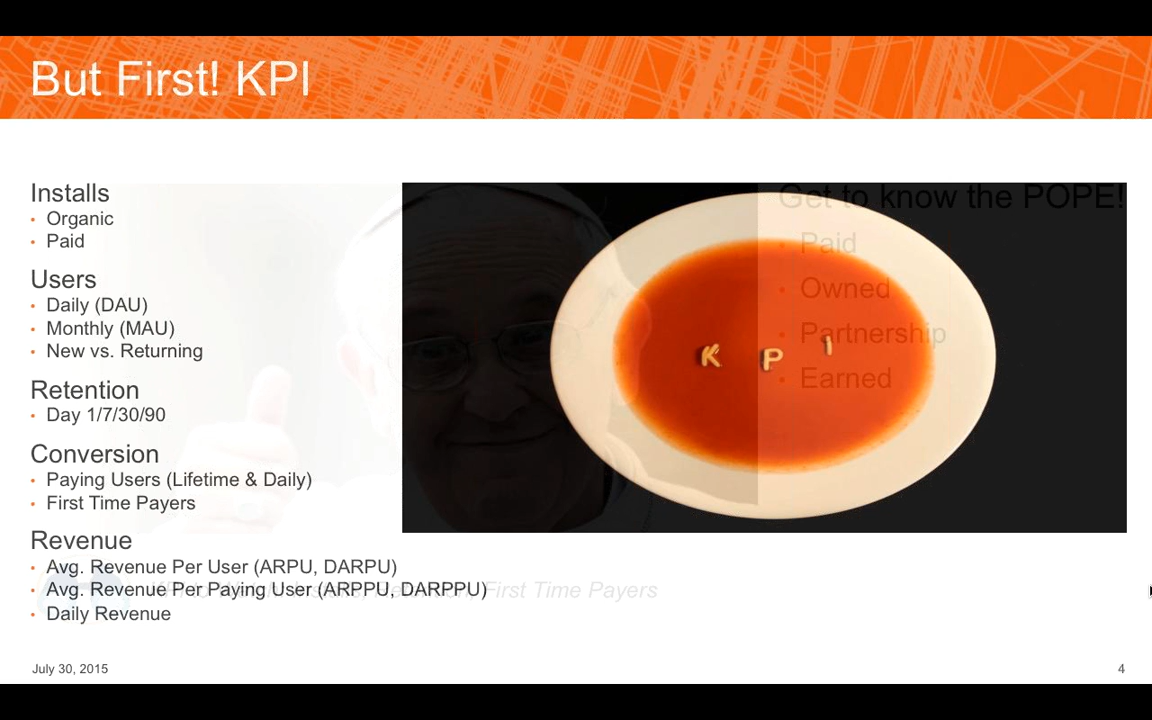 But First! KPI
Installs
• Organic
• Paid
Users
• Daily (DAU)
• Monthly (MAU)
• New vs. Returning
Retention
• Day 1/7/30/90
Conversion
• Paying Users (Lifetime & Daily)
• First Time Payers
Revenue
• Avg. Revenue Per User (ARPU, DARPU)
• Avg. Revenue Per Paying User (ARPPU, DARPPU)
• Daily Revenue
K P I
Get to know the POPE!
• Paid
• Owned
• Partnership
• Earned
First Time Payers
July 30, 2015
4